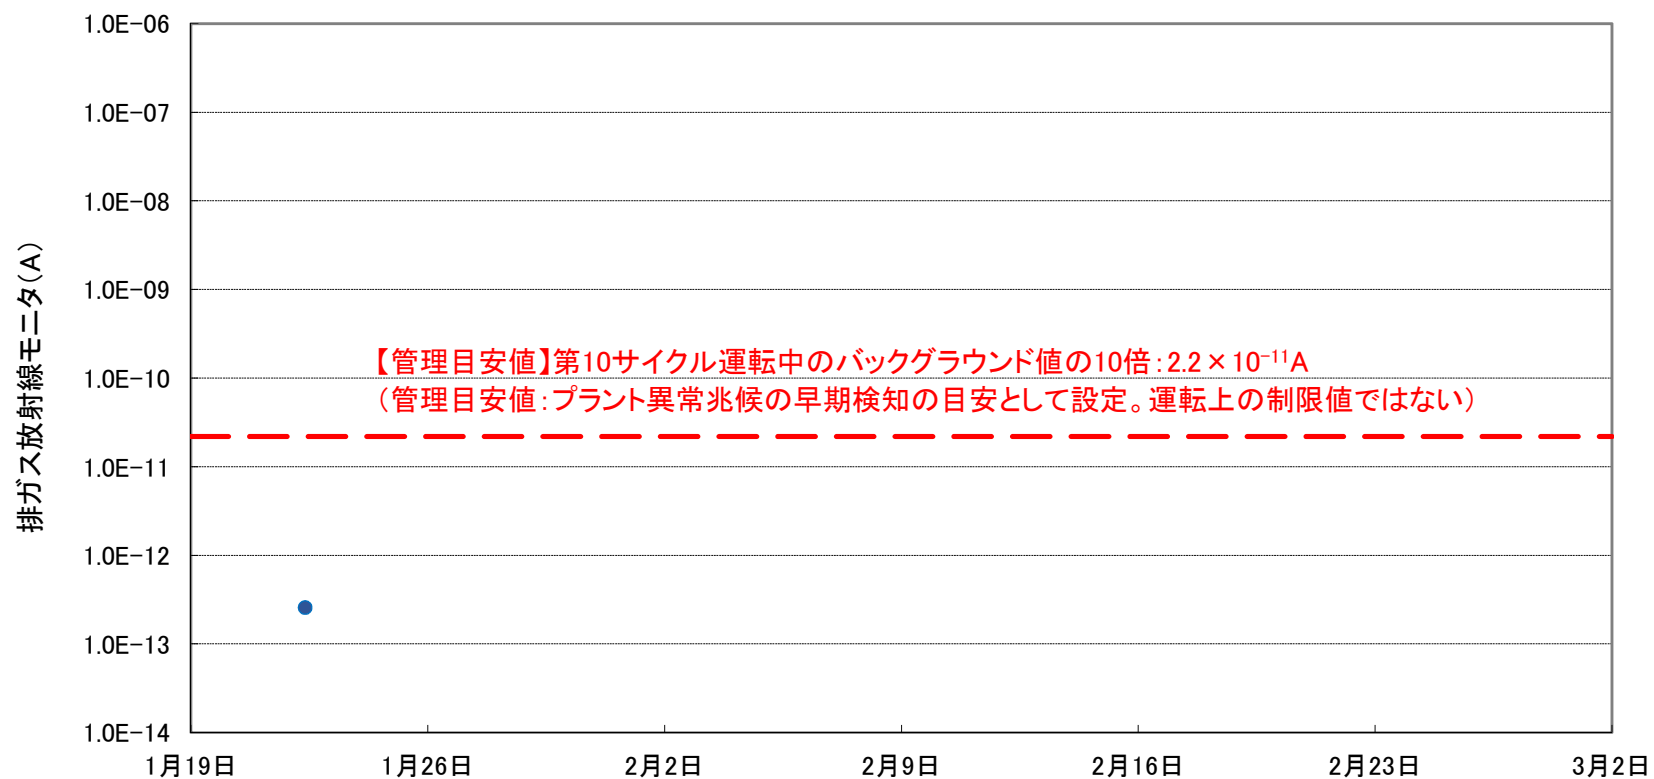 1.0E-06
1.0E-07
1.0E-08
1.0E-09
1.0E-10
1.0E-11
1.0E-12
1.0E-13
1.0E-14
排ガス放射線モニタ(A)
【管理目安値】第10サイクル運転中のバックグラウンド値の10倍:2.2×10⁻¹¹A
(管理目安値:プラント異常兆候の早期検知の目安として設定。運転上の制限値ではない)
1月19日 1月26日 2月2日 2月9日 2月16日 2月23日 3月2日